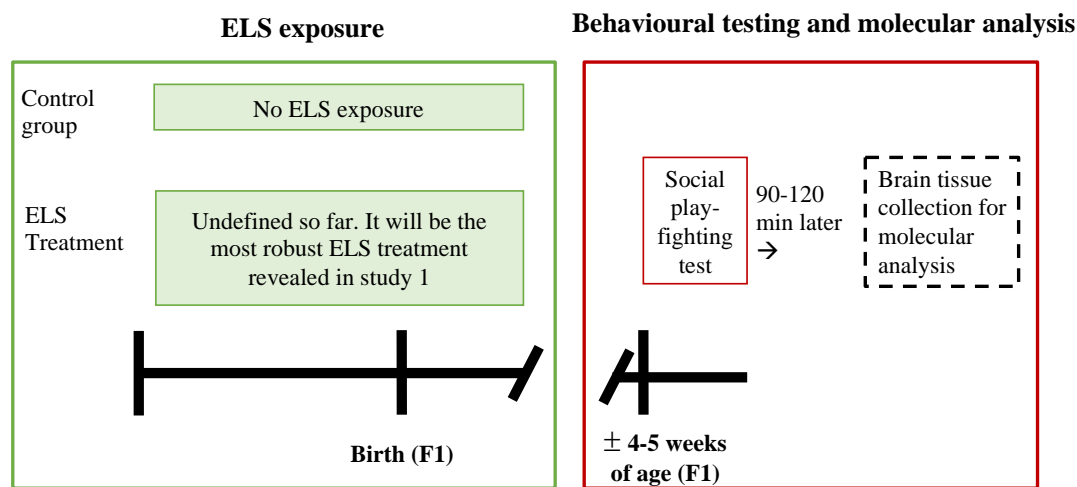 ELS exposure
Control
group
No ELS exposure
ELS
Treatment
Undefined so far. It will be the
most robust ELS treatment
revealed in study 1
Birth (F1)
Behavioural testing and molecular analysis
Social
play-
fighting
test
90-120
min later
→
Brain tissue
collection for
molecular
analysis
± 4-5 weeks
of age (F1)